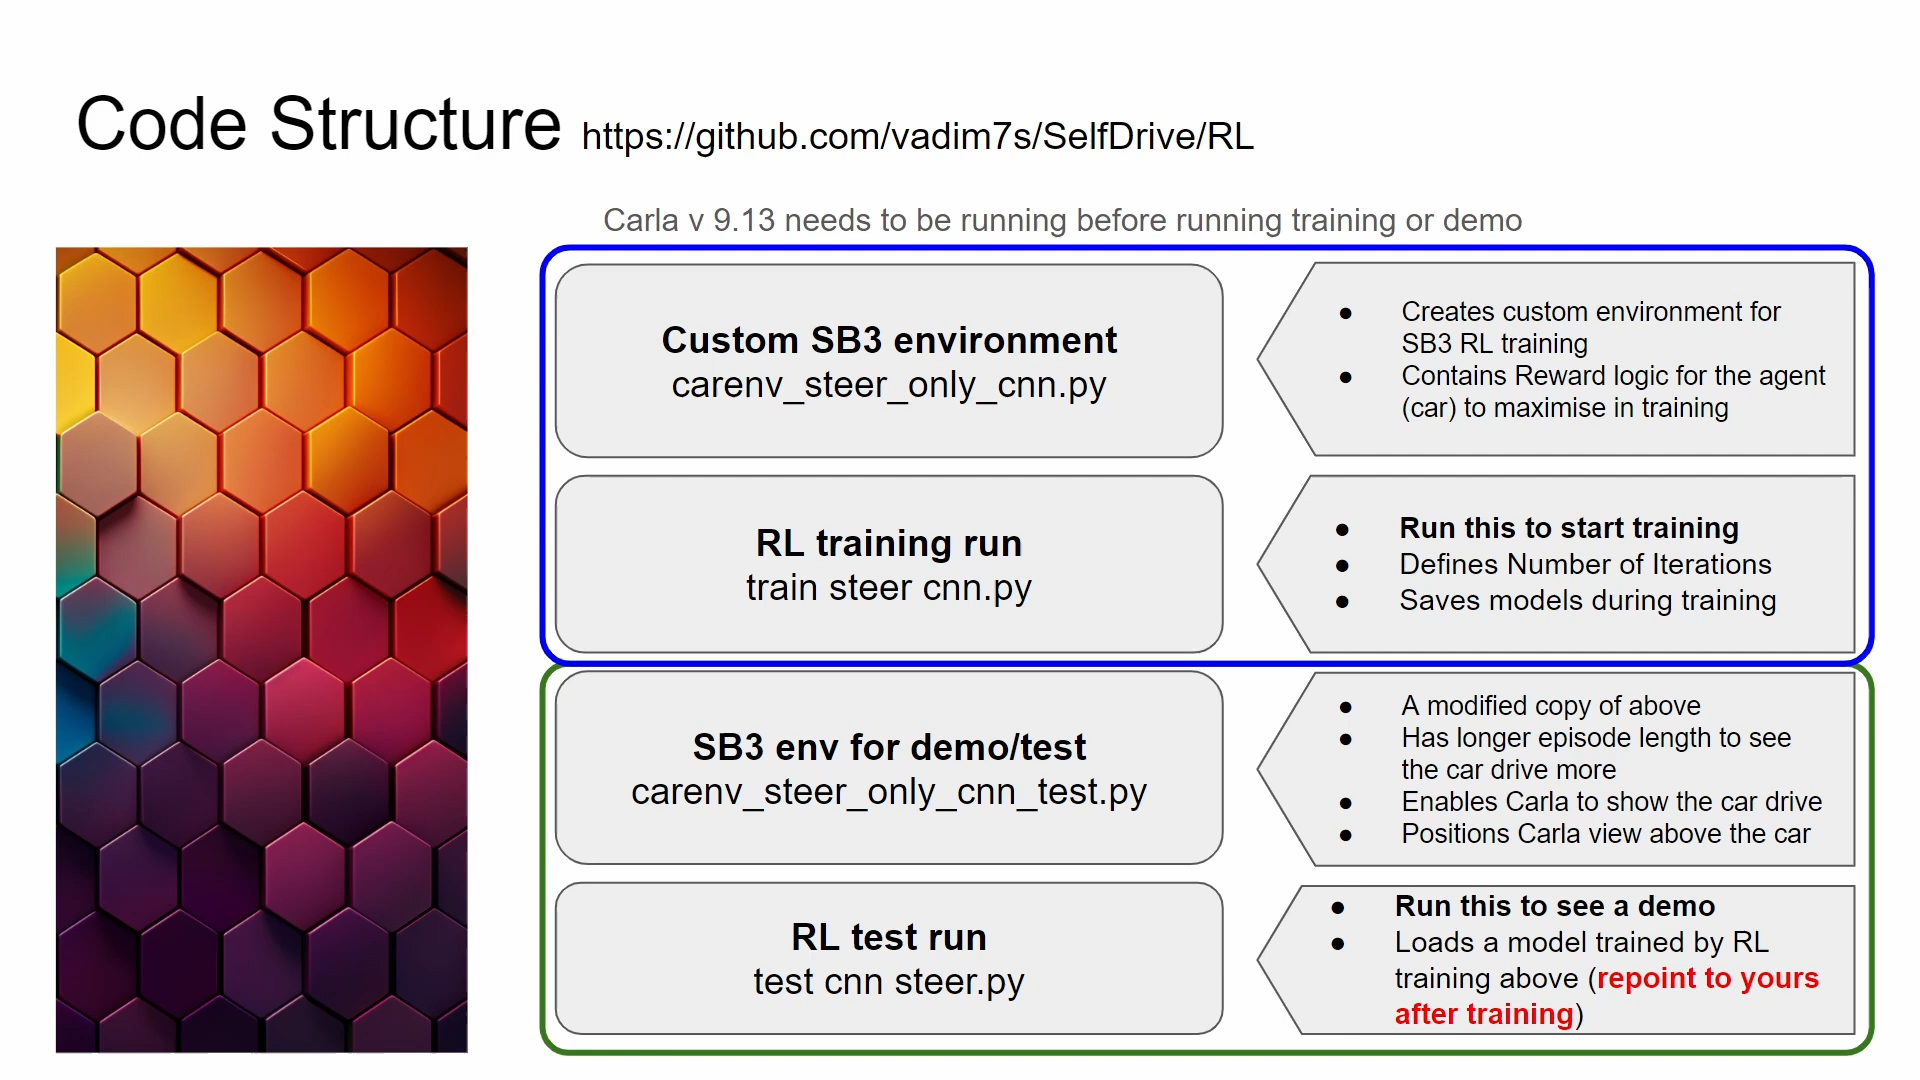 Code Structure https://github.com/vadim7s/SelfDrive/RL
Carla v 9.13 needs to be running before running training or demo
Custom SB3 environment
carenv_steer_only_cnn.py
● Creates custom environment for
SB3 RL training
● Contains Reward logic for the agent
(car) to maximise in training
RL training run
train steer cnn.py
● Run this to start training
● Defines Number of Iterations
● Saves models during training
SB3 env for demo/test
carenv_steer_only_cnn_test.py
● A modified copy of above
● Has longer episode length to see
the car drive more
● Enables Carla to show the car drive
● Positions Carla view above the car
RL test run
test cnn steer.py
● Run this to see a demo
● Loads a model trained by RL
training above (repoint to yours
after training)